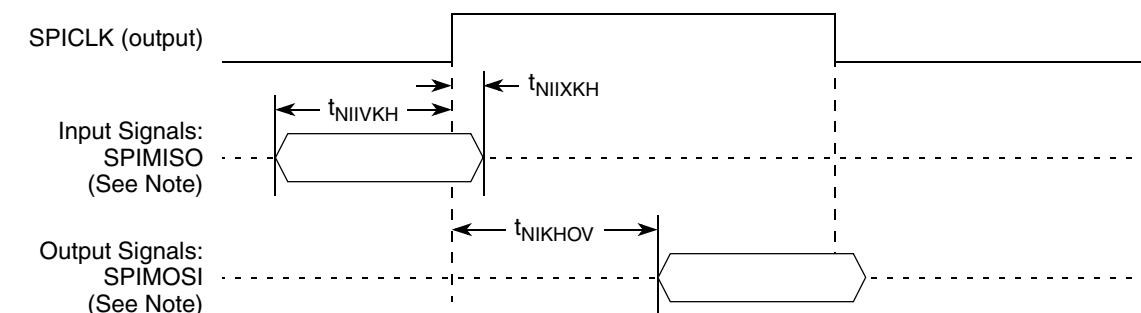 SPICLK (output)
tNIIXKH
tNIIVKH
Input Signals:
SPIMISO
(See Note)
tNIKHOV
Output Signals:
SPIMOSI
(See Note)